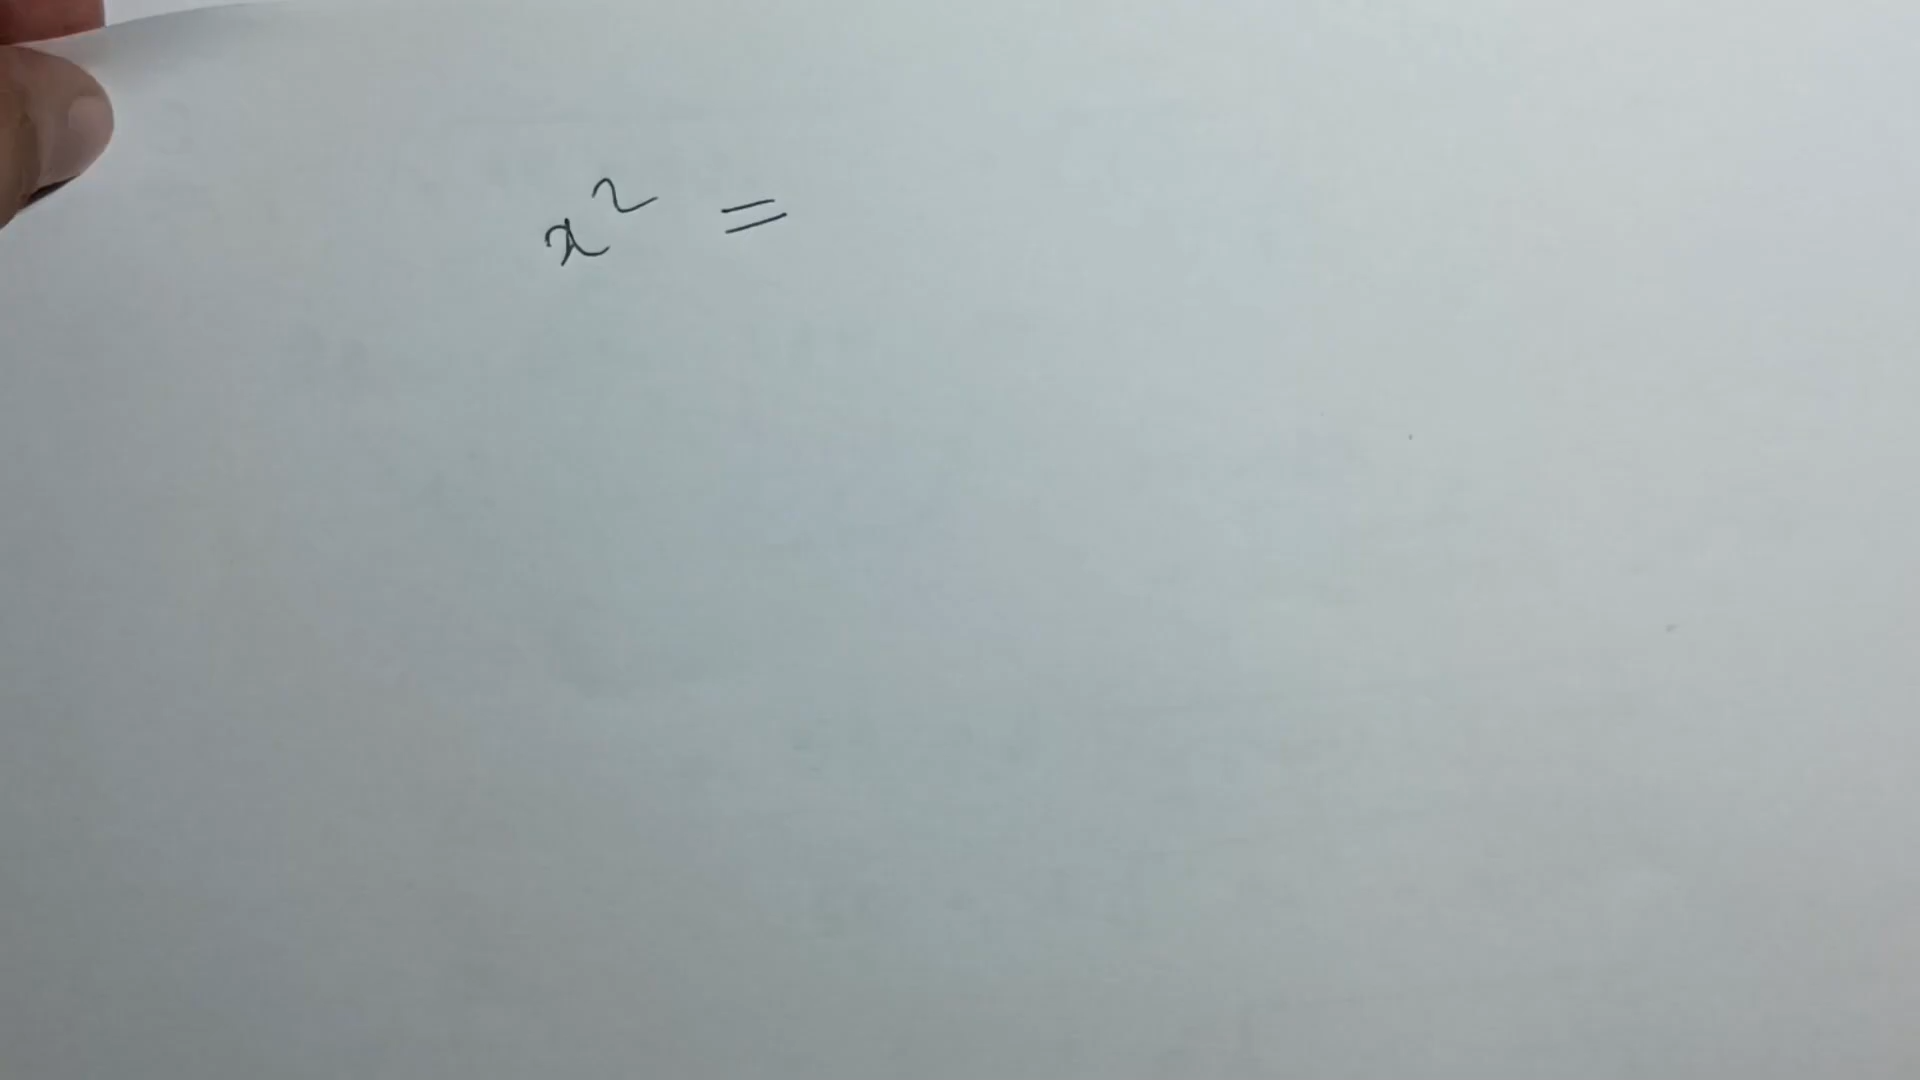 x² =